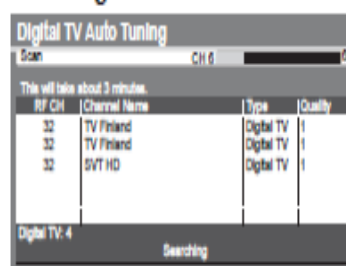 Digital TV Auto Tuning
Scan CH 6
This will take about 3 minutes.
RF CH Channel Name Type Quality
32 TV Finland Digital TV 1
32 TV Finland Digital TV 1
32 SVT HD Digital TV 1
Digital TV: 4
Searching